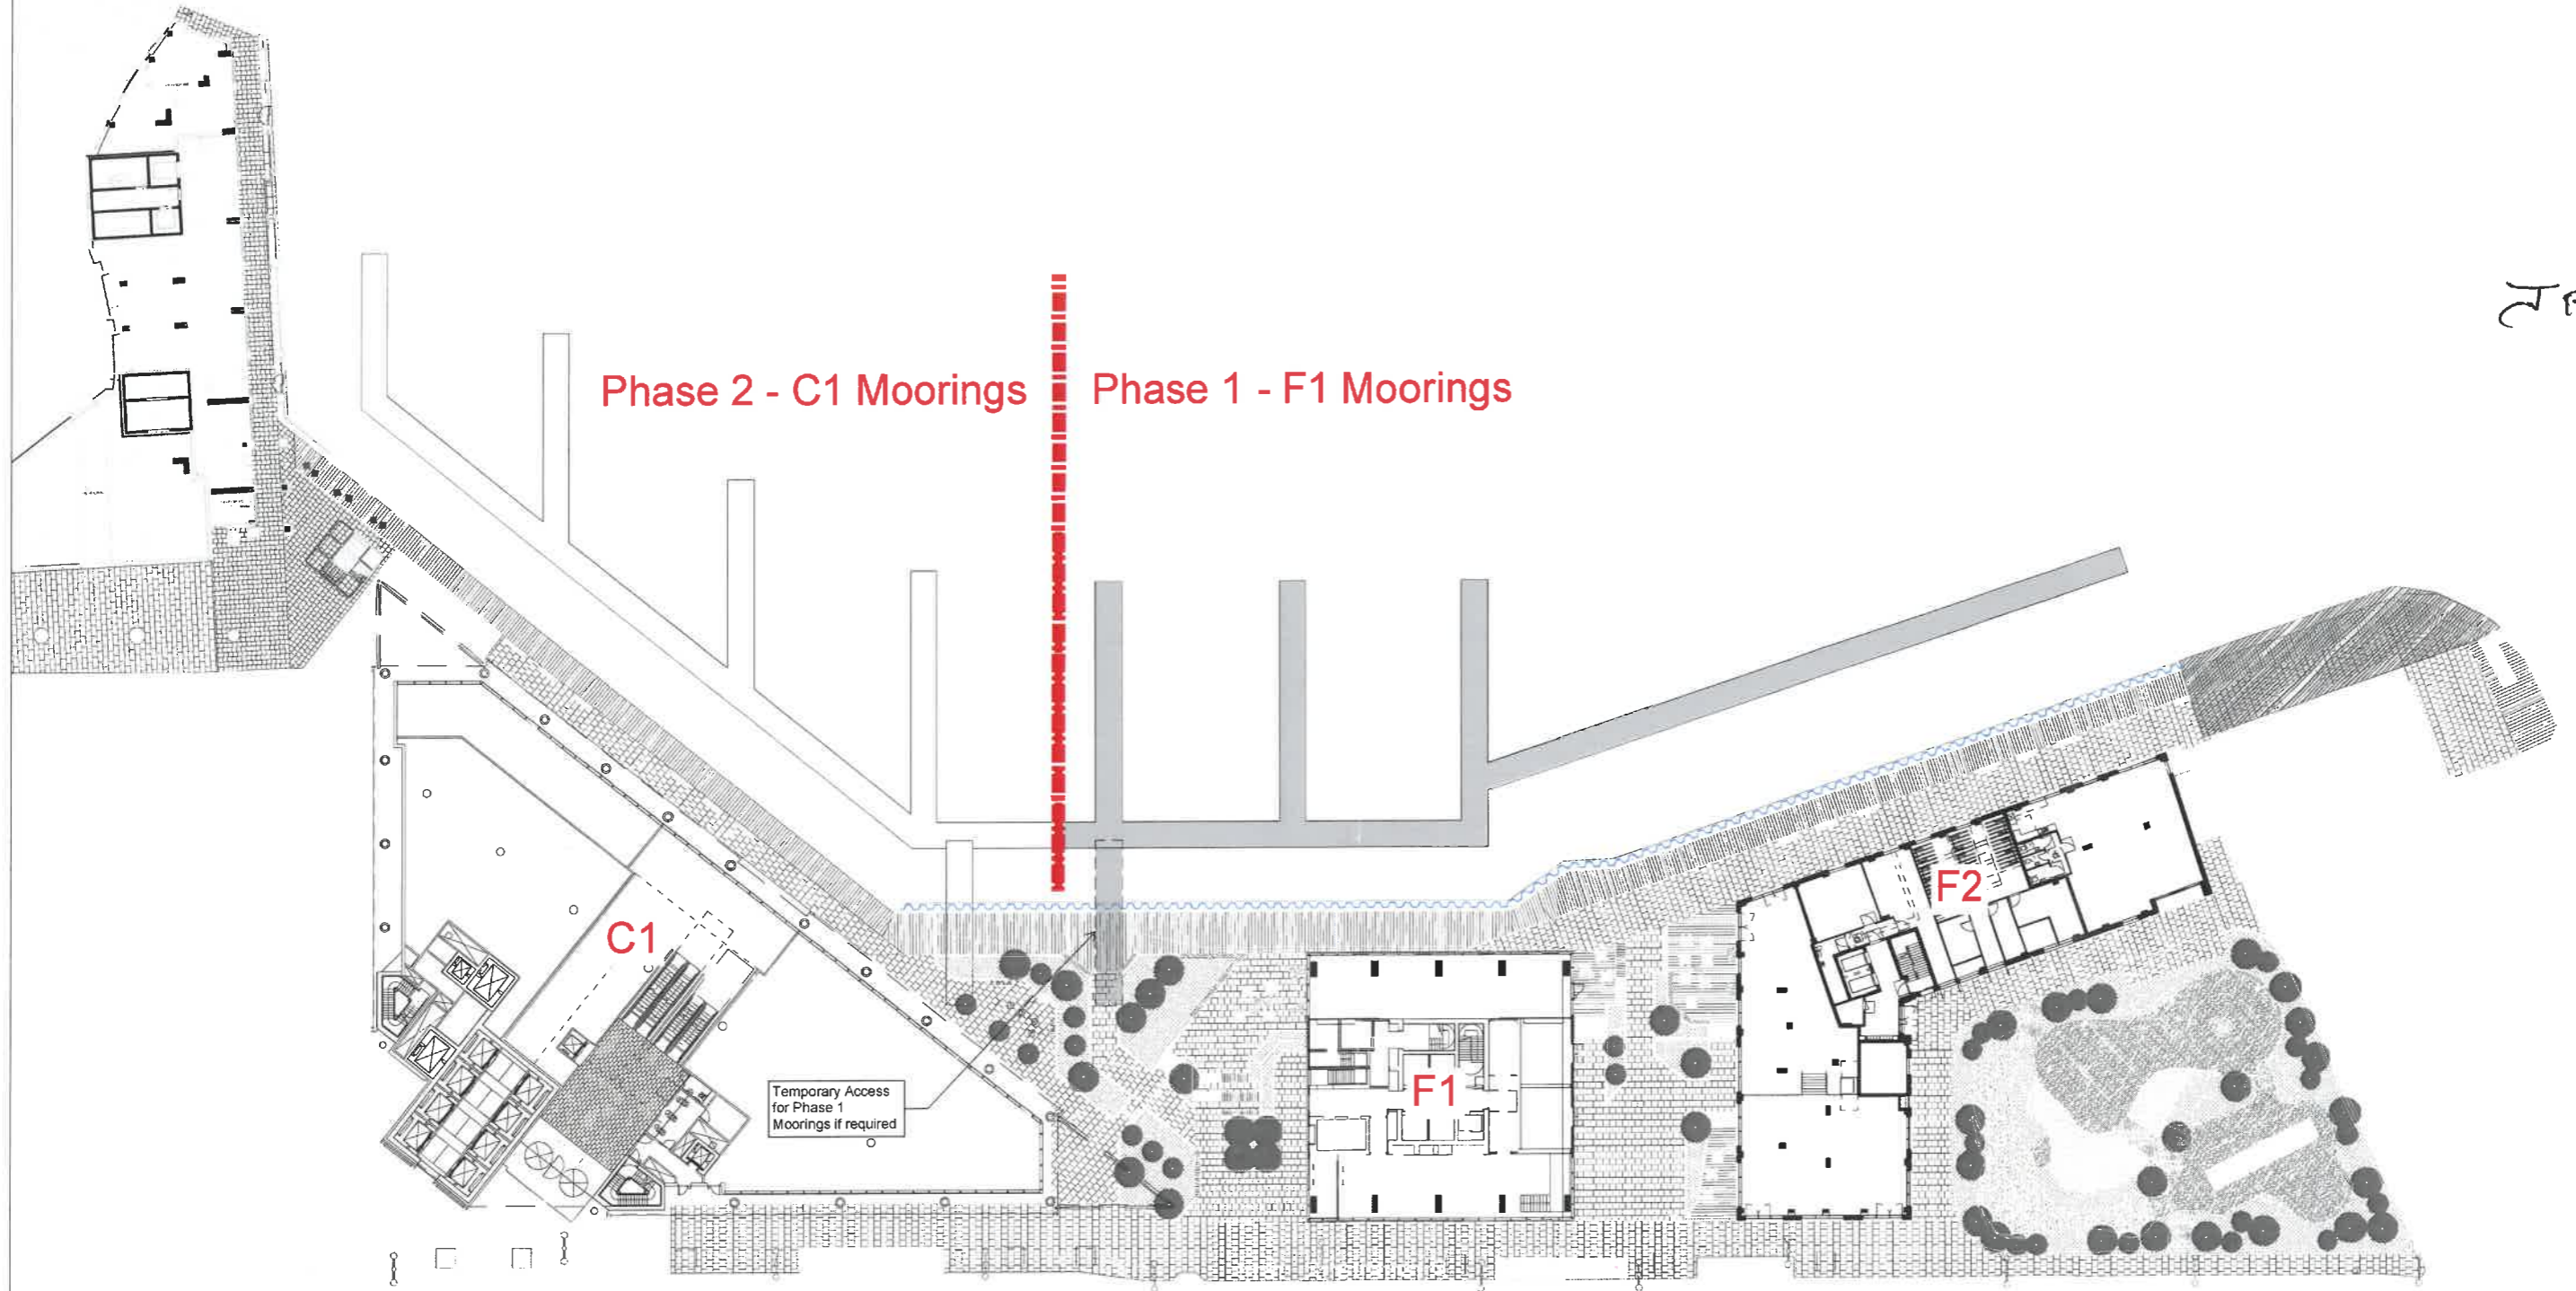 Phase 2 - C1 Moorings
Phase 1 - F1 Moorings
F2
C1
F1
Temporary Access
for Phase 1
Moorings if required